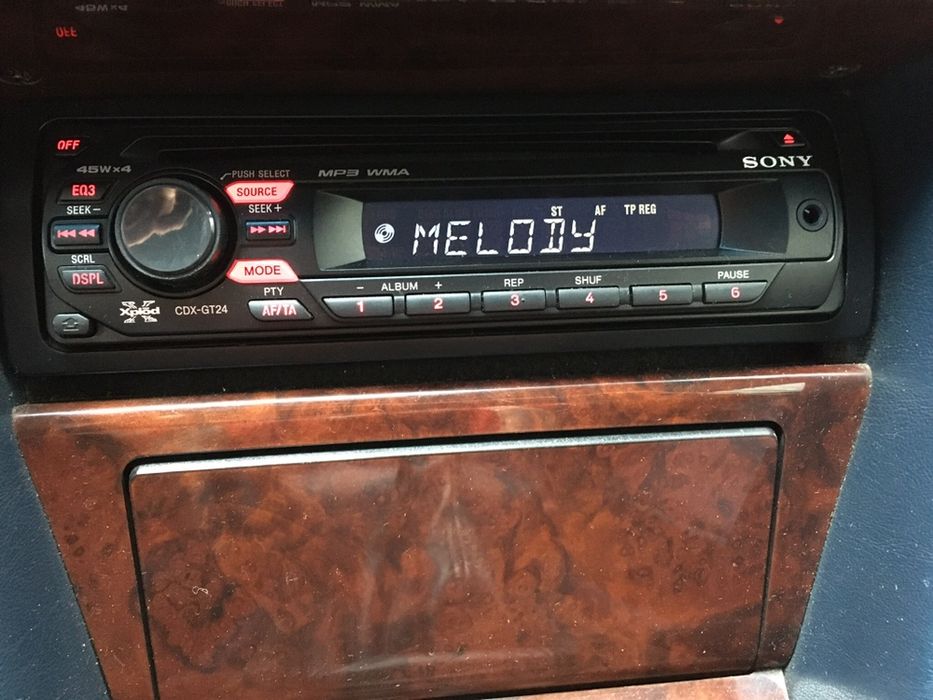 OFF
45W×4
PUSH SELECT
MP3 WMA
SONY
EQ3
SOURCE
SEEK−
SEEK+
ST AF TP REG
MELODY
SCRL
DSPL
MODE
PTY
AF/TA
− ALBUM +
REP
SHUF
PAUSE
1 2 3 4 5 6
Xplōd
CDX-GT24